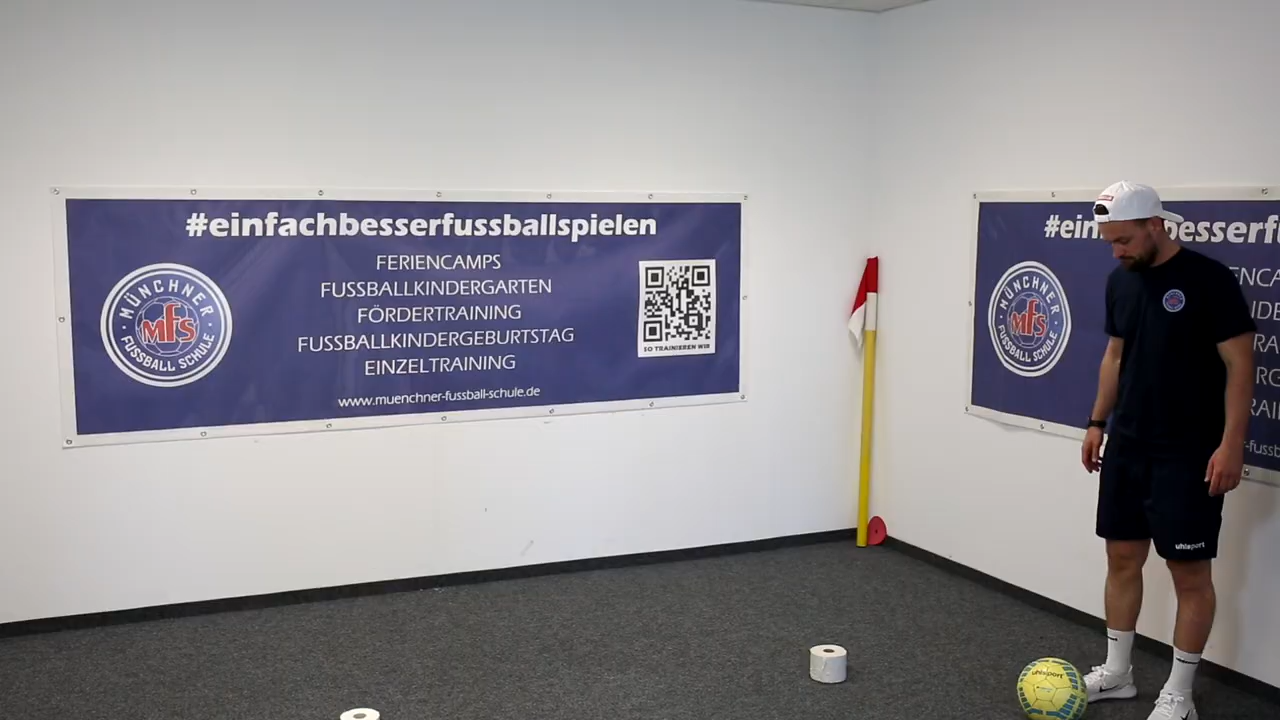 #einfachbesserfussballspielen
FERIENCAMPS
FUSSBALLKINDERGARTEN
FÖRDERTRAINING
FUSSBALLKINDERGEBURTSTAG
EINZELTRAINING
www.muenchner-fussball-schule.de
MÜNCHNER
mfs
FUSSBALL SCHULE
SO TRAINIEREN WIR
#ein
besserfu
MÜNCHNER
mfs
FUSSBALL SCHULE
uhlsport
uhlsport